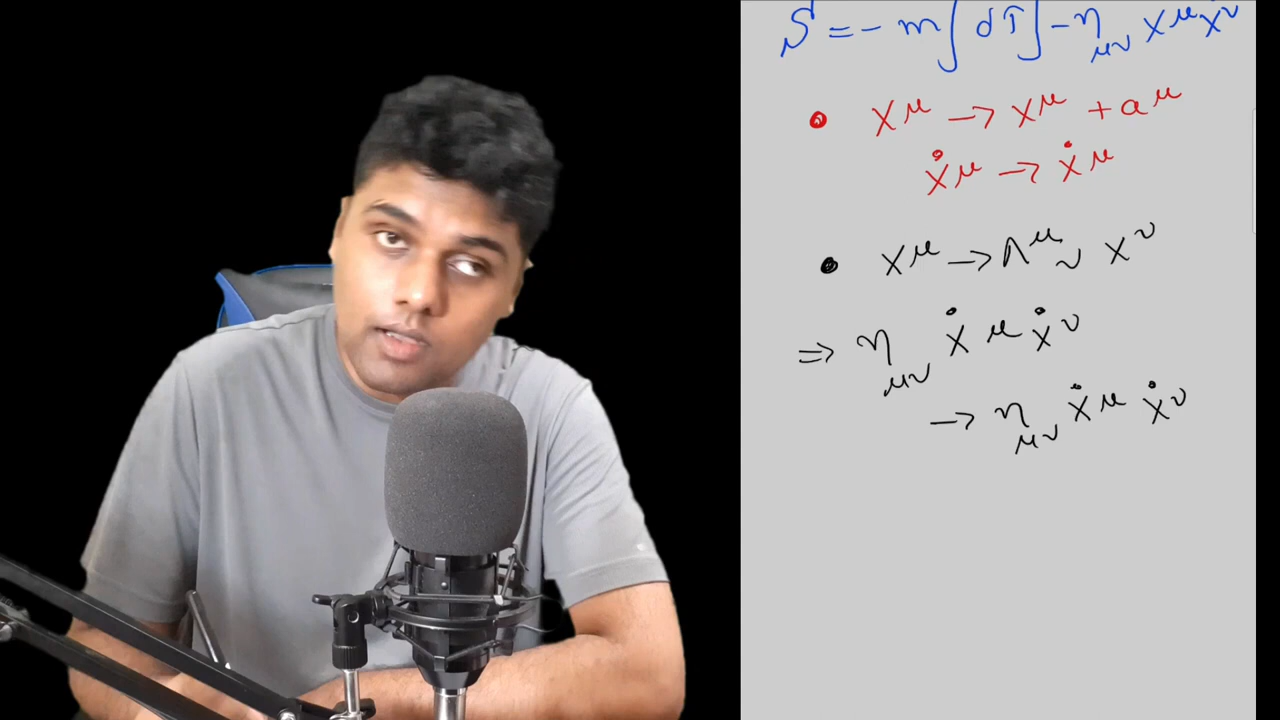 S = - m ∫ dτ ∫ - η_μν x^μ ẋ^ν
• x^μ → x^μ + a^μ
ẋ^μ → ẋ^μ
• x^μ → Λ^μ_ν x^ν
⇒ η_μν ẋ^μ ẋ^ν
→ η_μν ẋ^μ ẋ^ν